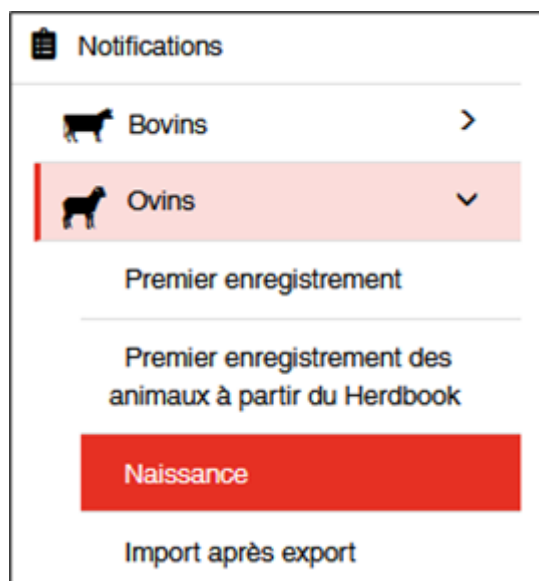 Notifications
Bovins
Ovins
Premier enregistrement
Premier enregistrement des
animaux à partir du Herdbook
Naissance
Import après export